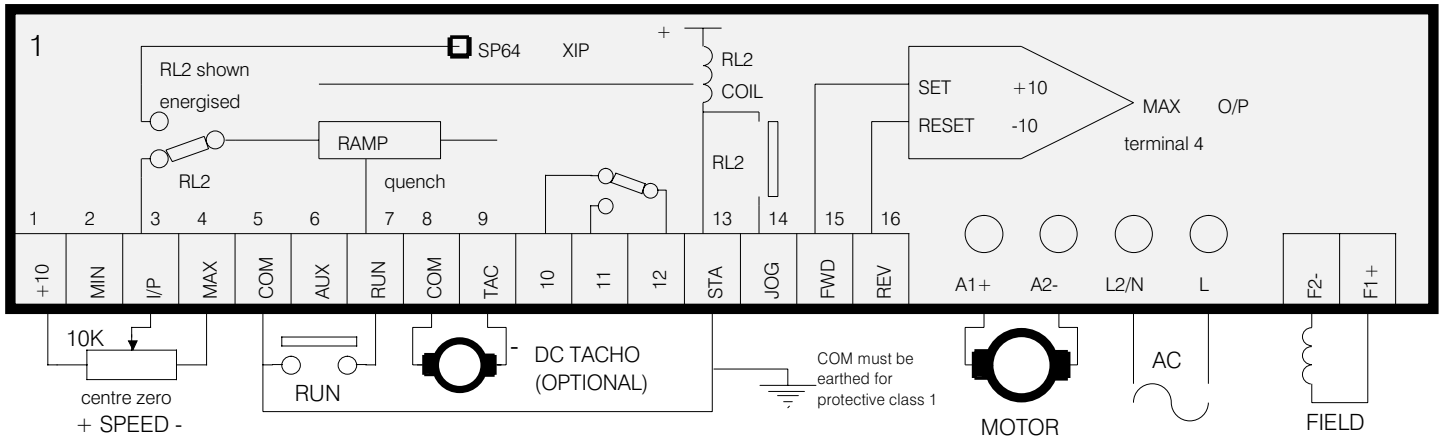 1
RL2 shown
energised
SP64 XIP
+
RL2
COIL
SET +10
RESET -10
MAX O/P
terminal 4
RAMP
quench
RL2
RL2
1 2 3 4 5 6 7 8 9 13 14 15 16
+10 MIN I/P MAX COM AUX RUN COM TAC 10 11 12 STA JOG FWD REV
A1+ A2- L2/N L
F2- F1+
10K
centre zero
+ SPEED -
RUN
-
DC TACHO
(OPTIONAL)
COM must be
earthed for
protective class 1
MOTOR
AC
FIELD